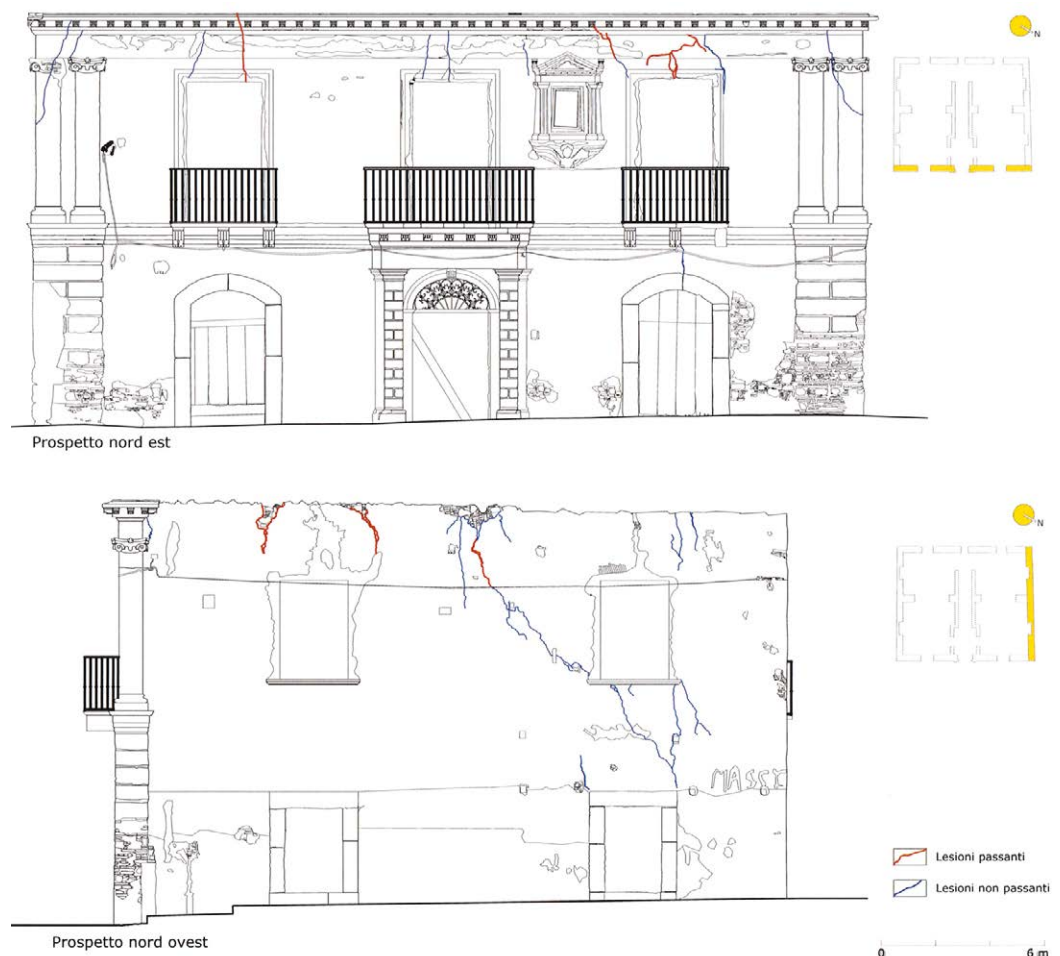 N
Prospetto nord est
N
MASSI
Lesioni passanti
Lesioni non passanti
0 6 m
Prospetto nord ovest